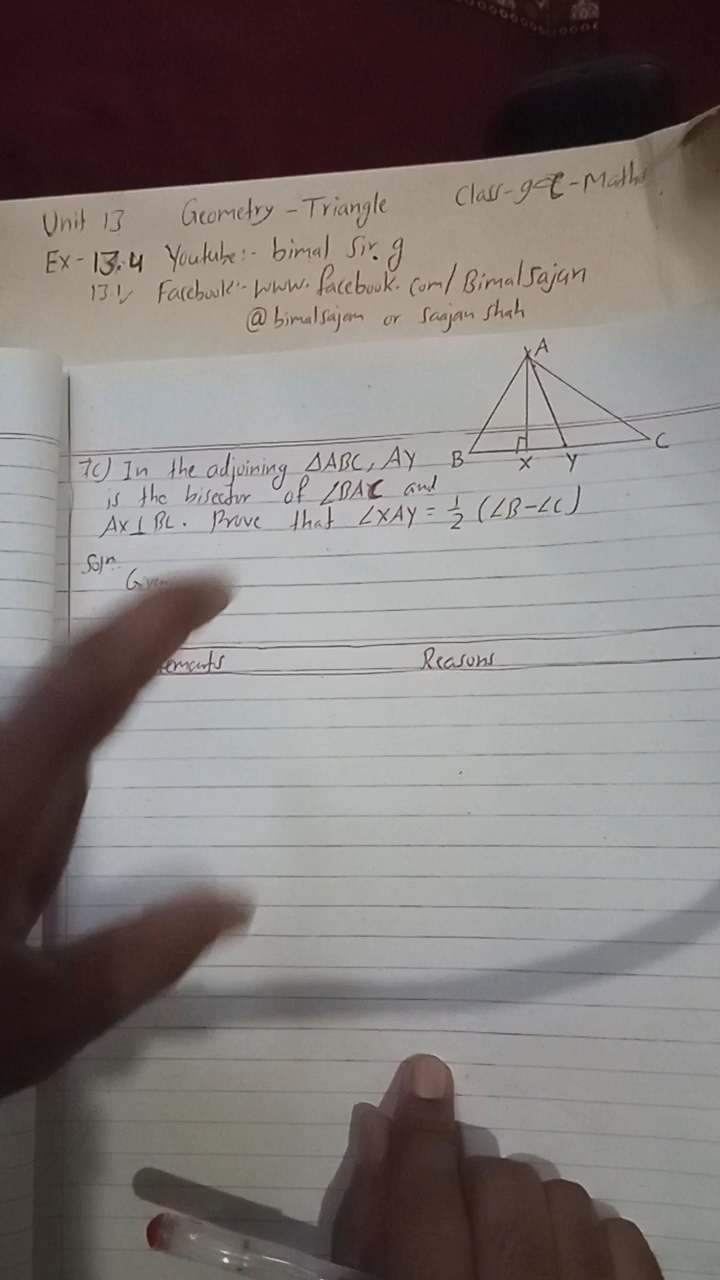 Unit 13 Geometry - Triangle Class-9 - Maths
Ex-13.4 Youtube:- bimal Sir. g
13.1 Facebook:- www. facebook. com/Bimalsajan
@bimalsajan or Saajan Shah
A
B X Y C
7c) In the adjoining ΔABC, AY
is the bisector of ∠BAC and
AX⊥BC. Prove that ∠XAY = 1/2 (∠B-∠C)
Soln.
Reasons